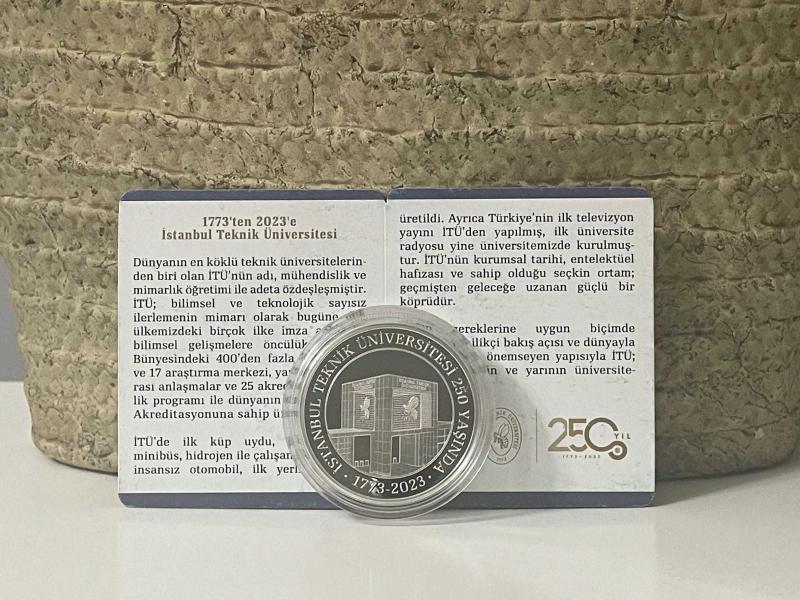 1773'ten 2023'e
İstanbul Teknik Üniversitesi
Dünyanın en köklü teknik üniversitelerin-
den biri olan İTÜ'nün adı, mühendislik ve
mimarlık öğretimi ile adeta özdeşleşmiştir.
İTÜ; bilimsel ve teknolojik sayısız
ilerlemenin mimarı olarak bugüne
ülkemizdeki birçok ilke imza
bilimsel gelişmelere öncülük
Bünyesindeki 400'den fazla
ve 17 araştırma merkezi,
rası anlaşmalar ve 25
lik programı ile dünyanın
Akreditasyonuna sahip
İTÜ'de ilk küp uydu,
minibüs, hidrojen ile çalışan
insansız otomobil, ilk
üretildi. Ayrıca Türkiye'nin ilk televizyon
yayını İTÜ'den yapılmış, ilk üniversite
radyosu yine üniversitemizde kurulmuş-
tur. İTÜ'nün kurumsal tarihi, entelektüel
hafızası ve sahip olduğu seçkin ortam;
geçmişten geleceğe uzanan güçlü bir
köprüdür.
gereklerine uygun biçimde
bakış açısı ve dünyayla
önemseyen yapısıyla İTÜ;
ve yarının üniversite-
250 YIL
1773-2023
İSTANBUL TEKNİK ÜNİVERSİTESİ 250 YAŞINDA
· 1773-2023 ·